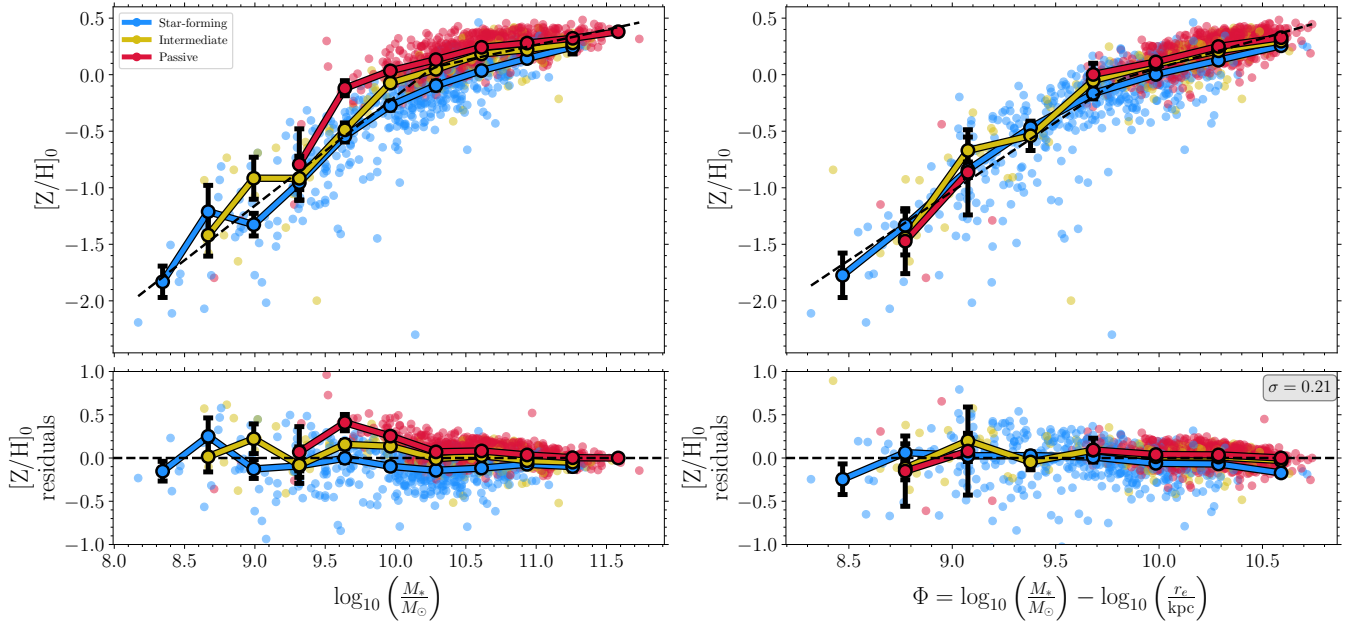 0.5
0.0
−0.5
−1.0
−1.5
−2.0
[Z/H]₀
Star-forming
Intermediate
Passive
1.0
0.5
0.0
−0.5
−1.0
[Z/H]₀
residuals
8.0 8.5 9.0 9.5 10.0 10.5 11.0 11.5
log₁₀ (M∗/M⊙)
0.5
0.0
−0.5
−1.0
−1.5
−2.0
[Z/H]₀
1.0
0.5
0.0
−0.5
−1.0
[Z/H]₀
residuals
σ = 0.21
8.5 9.0 9.5 10.0 10.5
Φ = log₁₀ (M∗/M⊙) − log₁₀ (rₑ/kpc)